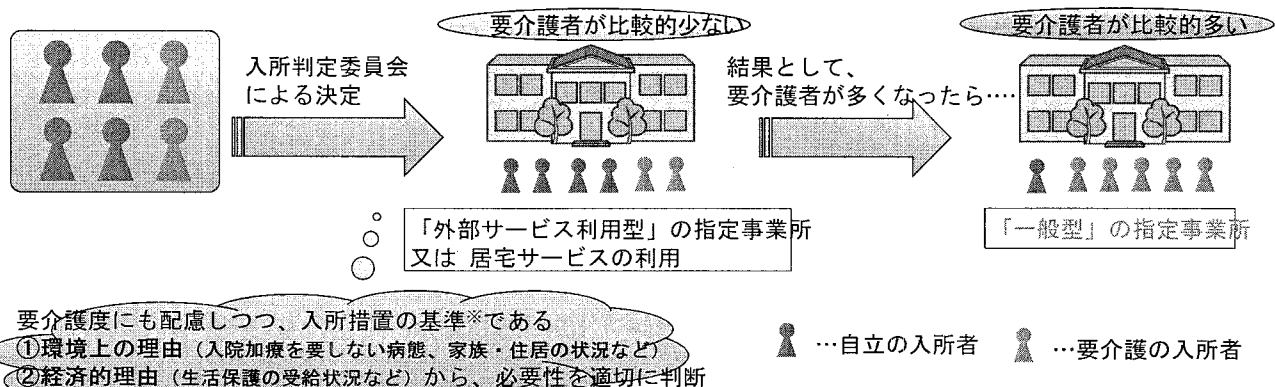 要介護者が比較的少ない
要介護者が比較的多い
入所判定委員会
による決定
結果として、
要介護者が多くなったら‥‥
「外部サービス利用型」の指定事業所
又は 居宅サービスの利用
「一般型」の指定事業所
要介護度にも配慮しつつ、入所措置の基準※である
①環境上の理由（入院加療を要しない病態、家族・住居の状況など）
②経済的理由（生活保護の受給状況など）から、必要性を適切に判断
…自立の入所者
…要介護の入所者